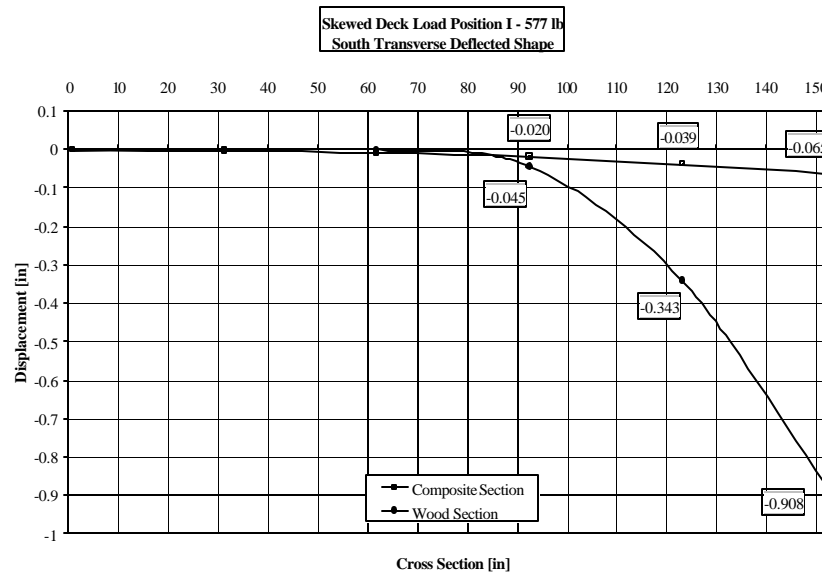 Skewed Deck Load Position I - 577 lb
South Transverse Deflected Shape
0 10 20 30 40 50 60 70 80 90 100 110 120 130 140 150
0.1
0
-0.1
-0.2
-0.3
-0.4
-0.5
-0.6
-0.7
-0.8
-0.9
-1
Displacement [in]
-0.020
-0.039
-0.065
-0.045
-0.343
-0.908
Composite Section
Wood Section
Cross Section [in]